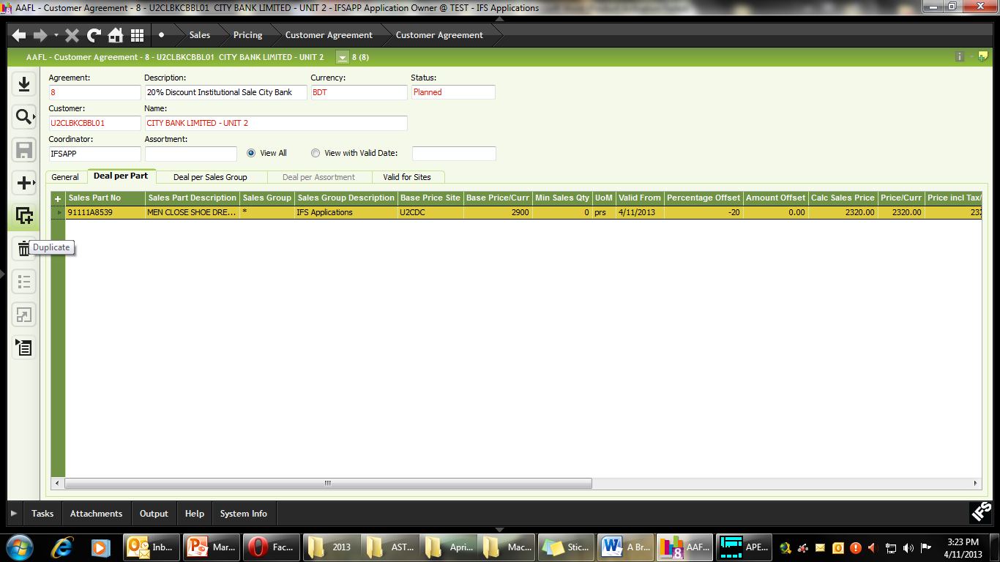 AAFL - Customer Agreement - 8 - U2CLBKCBBL01  CITY BANK LIMITED - UNIT 2 - IFSAPP Application Owner @ TEST - IFS Applications
Sales Pricing Customer Agreement Customer Agreement
AAFL - Customer Agreement - 8 - U2CLBKCBBL01  CITY BANK LIMITED - UNIT 2 8 (8)
Agreement: Description: Currency: Status:
8 20% Discount Institutional Sale City Bank BDT Planned
Customer: Name:
U2CLBKCBBL01 CITY BANK LIMITED - UNIT 2
Coordinator: Assortment:
IFSAPP View All View with Valid Date:
General Deal per Part Deal per Sales Group Deal per Assortment Valid for Sites
Sales Part No Sales Part Description Sales Group Sales Group Description Base Price Site Base Price/Curr Min Sales Qty UoM Valid From Percentage Offset Amount Offset Calc Sales Price Price/Curr Price incl Tax/
91111A8539 MEN CLOSE SHOE DRE... * IFS Applications U2CDC 2900 0 prs 4/11/2013 -20 0.00 2320.00 2320.00 232
Duplicate
Tasks Attachments Output Help System Info
IFS
Inb... Mar... Fac... 2013 AST... Apri... Mac... Stic... A Br... AAF... APE...
3:23 PM
4/11/2013